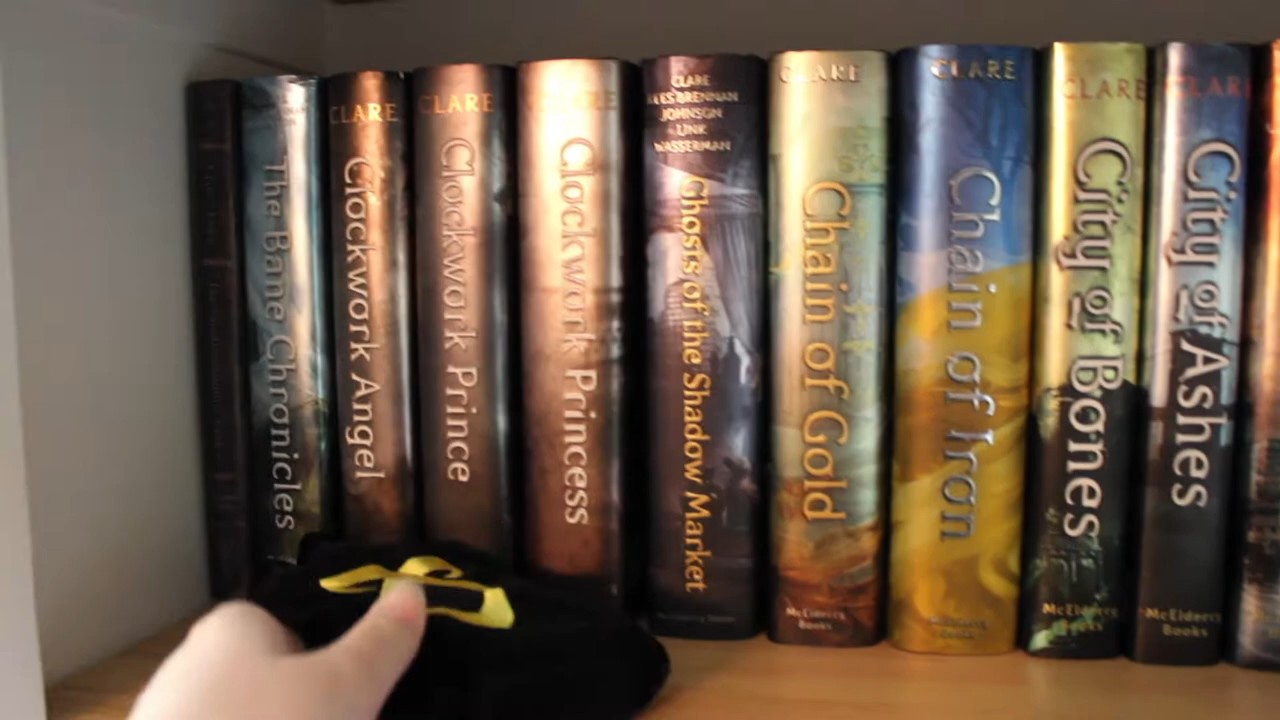 The Bane Chronicles
CLARE
Clockwork Angel
CLARE
Clockwork Prince
Clockwork Princess
CLARE
JOHNSON
LINK
WASSERMAN
Ghosts of the Shadow Market
CLARE
Chain of Gold
McElderry
Books
CLARE
Chain of Iron
CLARE
City of Bones
McElderry
Books
CLARE
City of Ashes
McElderry
Books